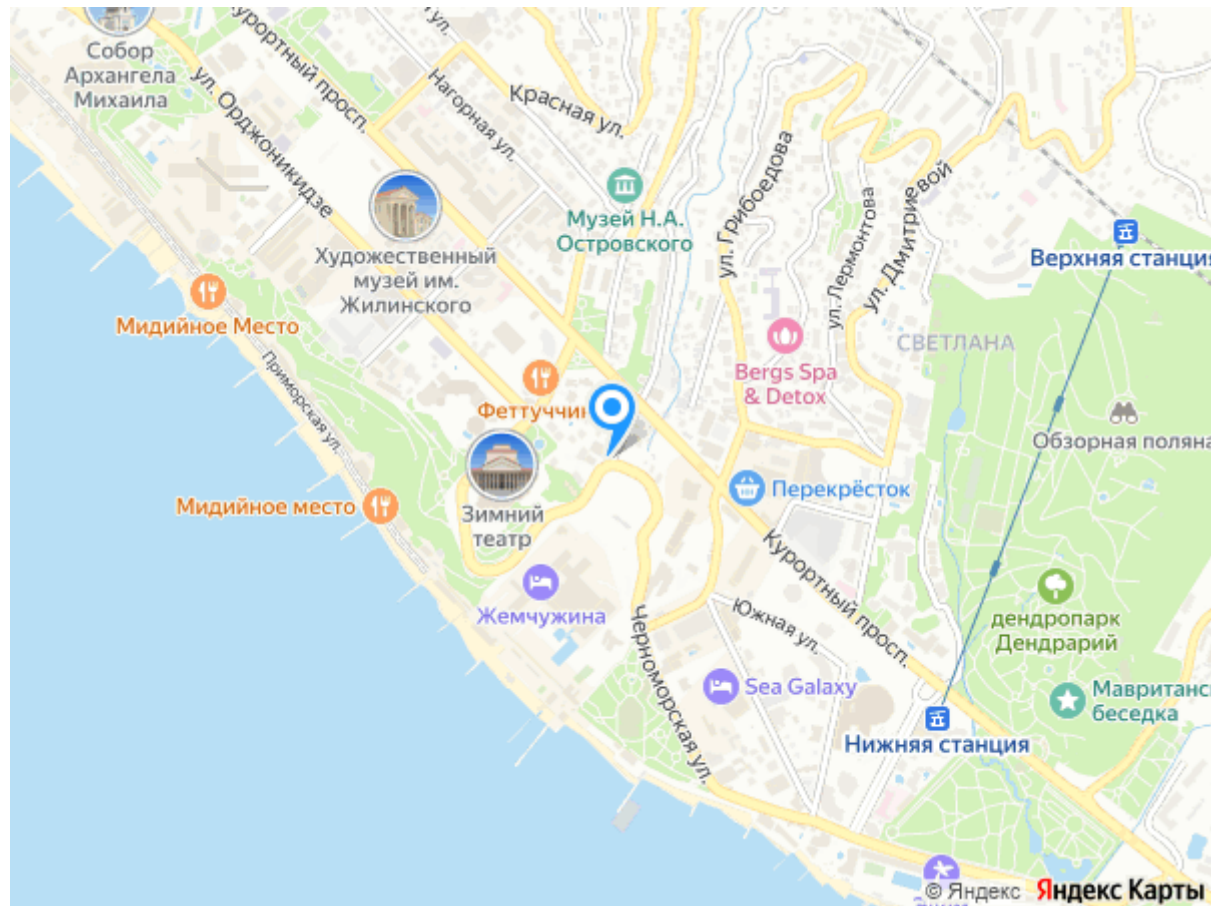 Собор
Архангела
Михаила
Курортный просп.
ул. Орджоникидзе
Нагорная ул.
Красная ул.
Музей Н.А.
Островского
Художественный
музей им.
Жилинского
ул. Грибоедова
ул. Лермонтова
ул. Дмитриевой
Верхняя станция
Мидийное Место
Приморская ул.
СВЕТЛАНА
Bergs Spa
& Detox
Феттуччин
Обзорная поляна
Мидийное место
Зимний
театр
Перекрёсток
Курортный просп.
Жемчужина
Южная ул.
дендропарк
Дендрарий
Черноморская ул.
Sea Galaxy
Мавританс
беседка
Нижняя станция
© Яндекс Яндекс Карты